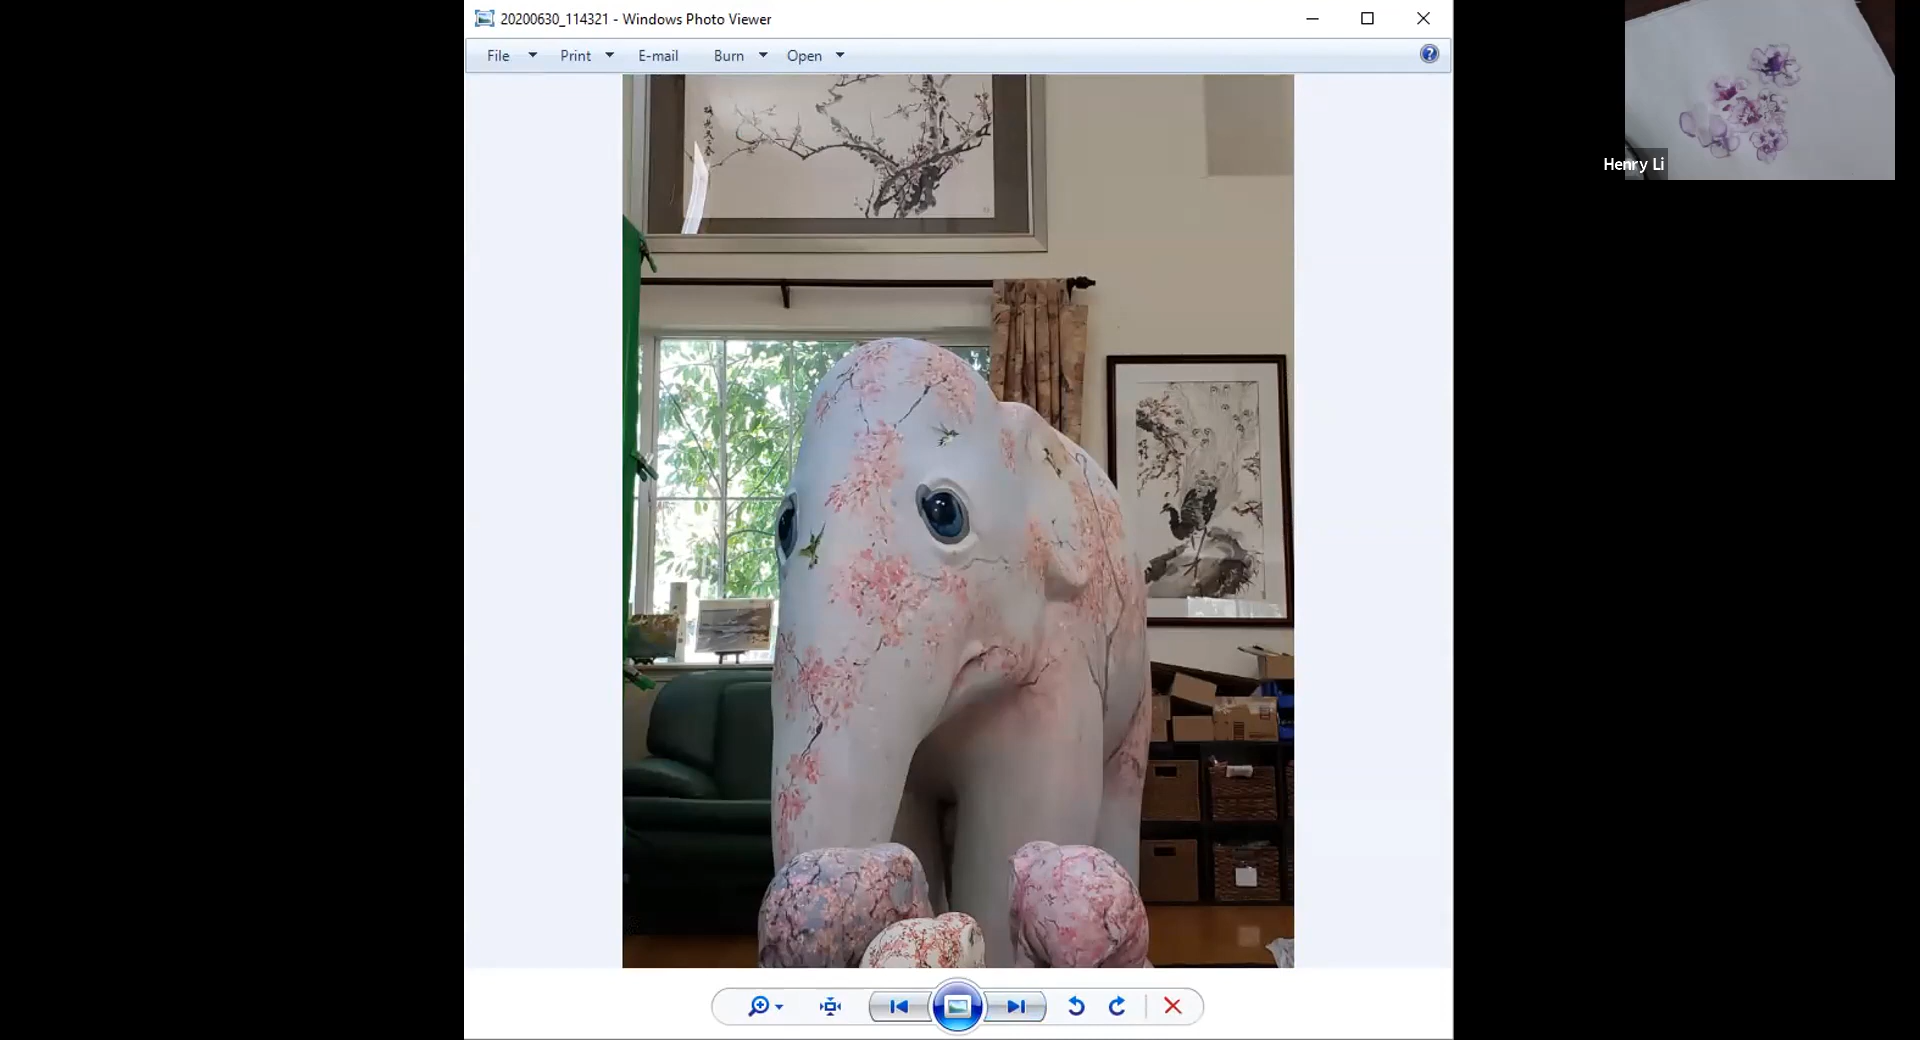 20200630_114321 - Windows Photo Viewer
File Print E-mail Burn Open
Henry Li